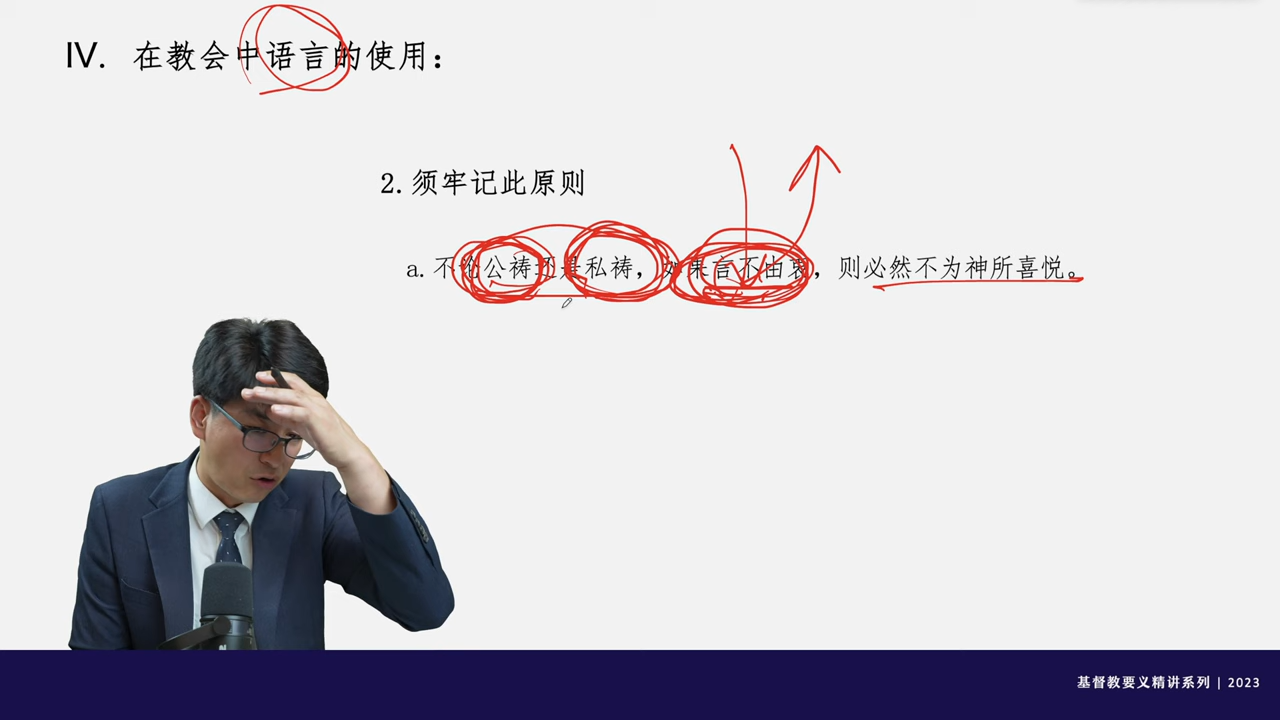 IV. 在教会中语言的使用：
2. 须牢记此原则
a. 不论公祷还是私祷，如果言不由衷，则必然不为神所喜悦。
基督教要义精讲系列 | 2023